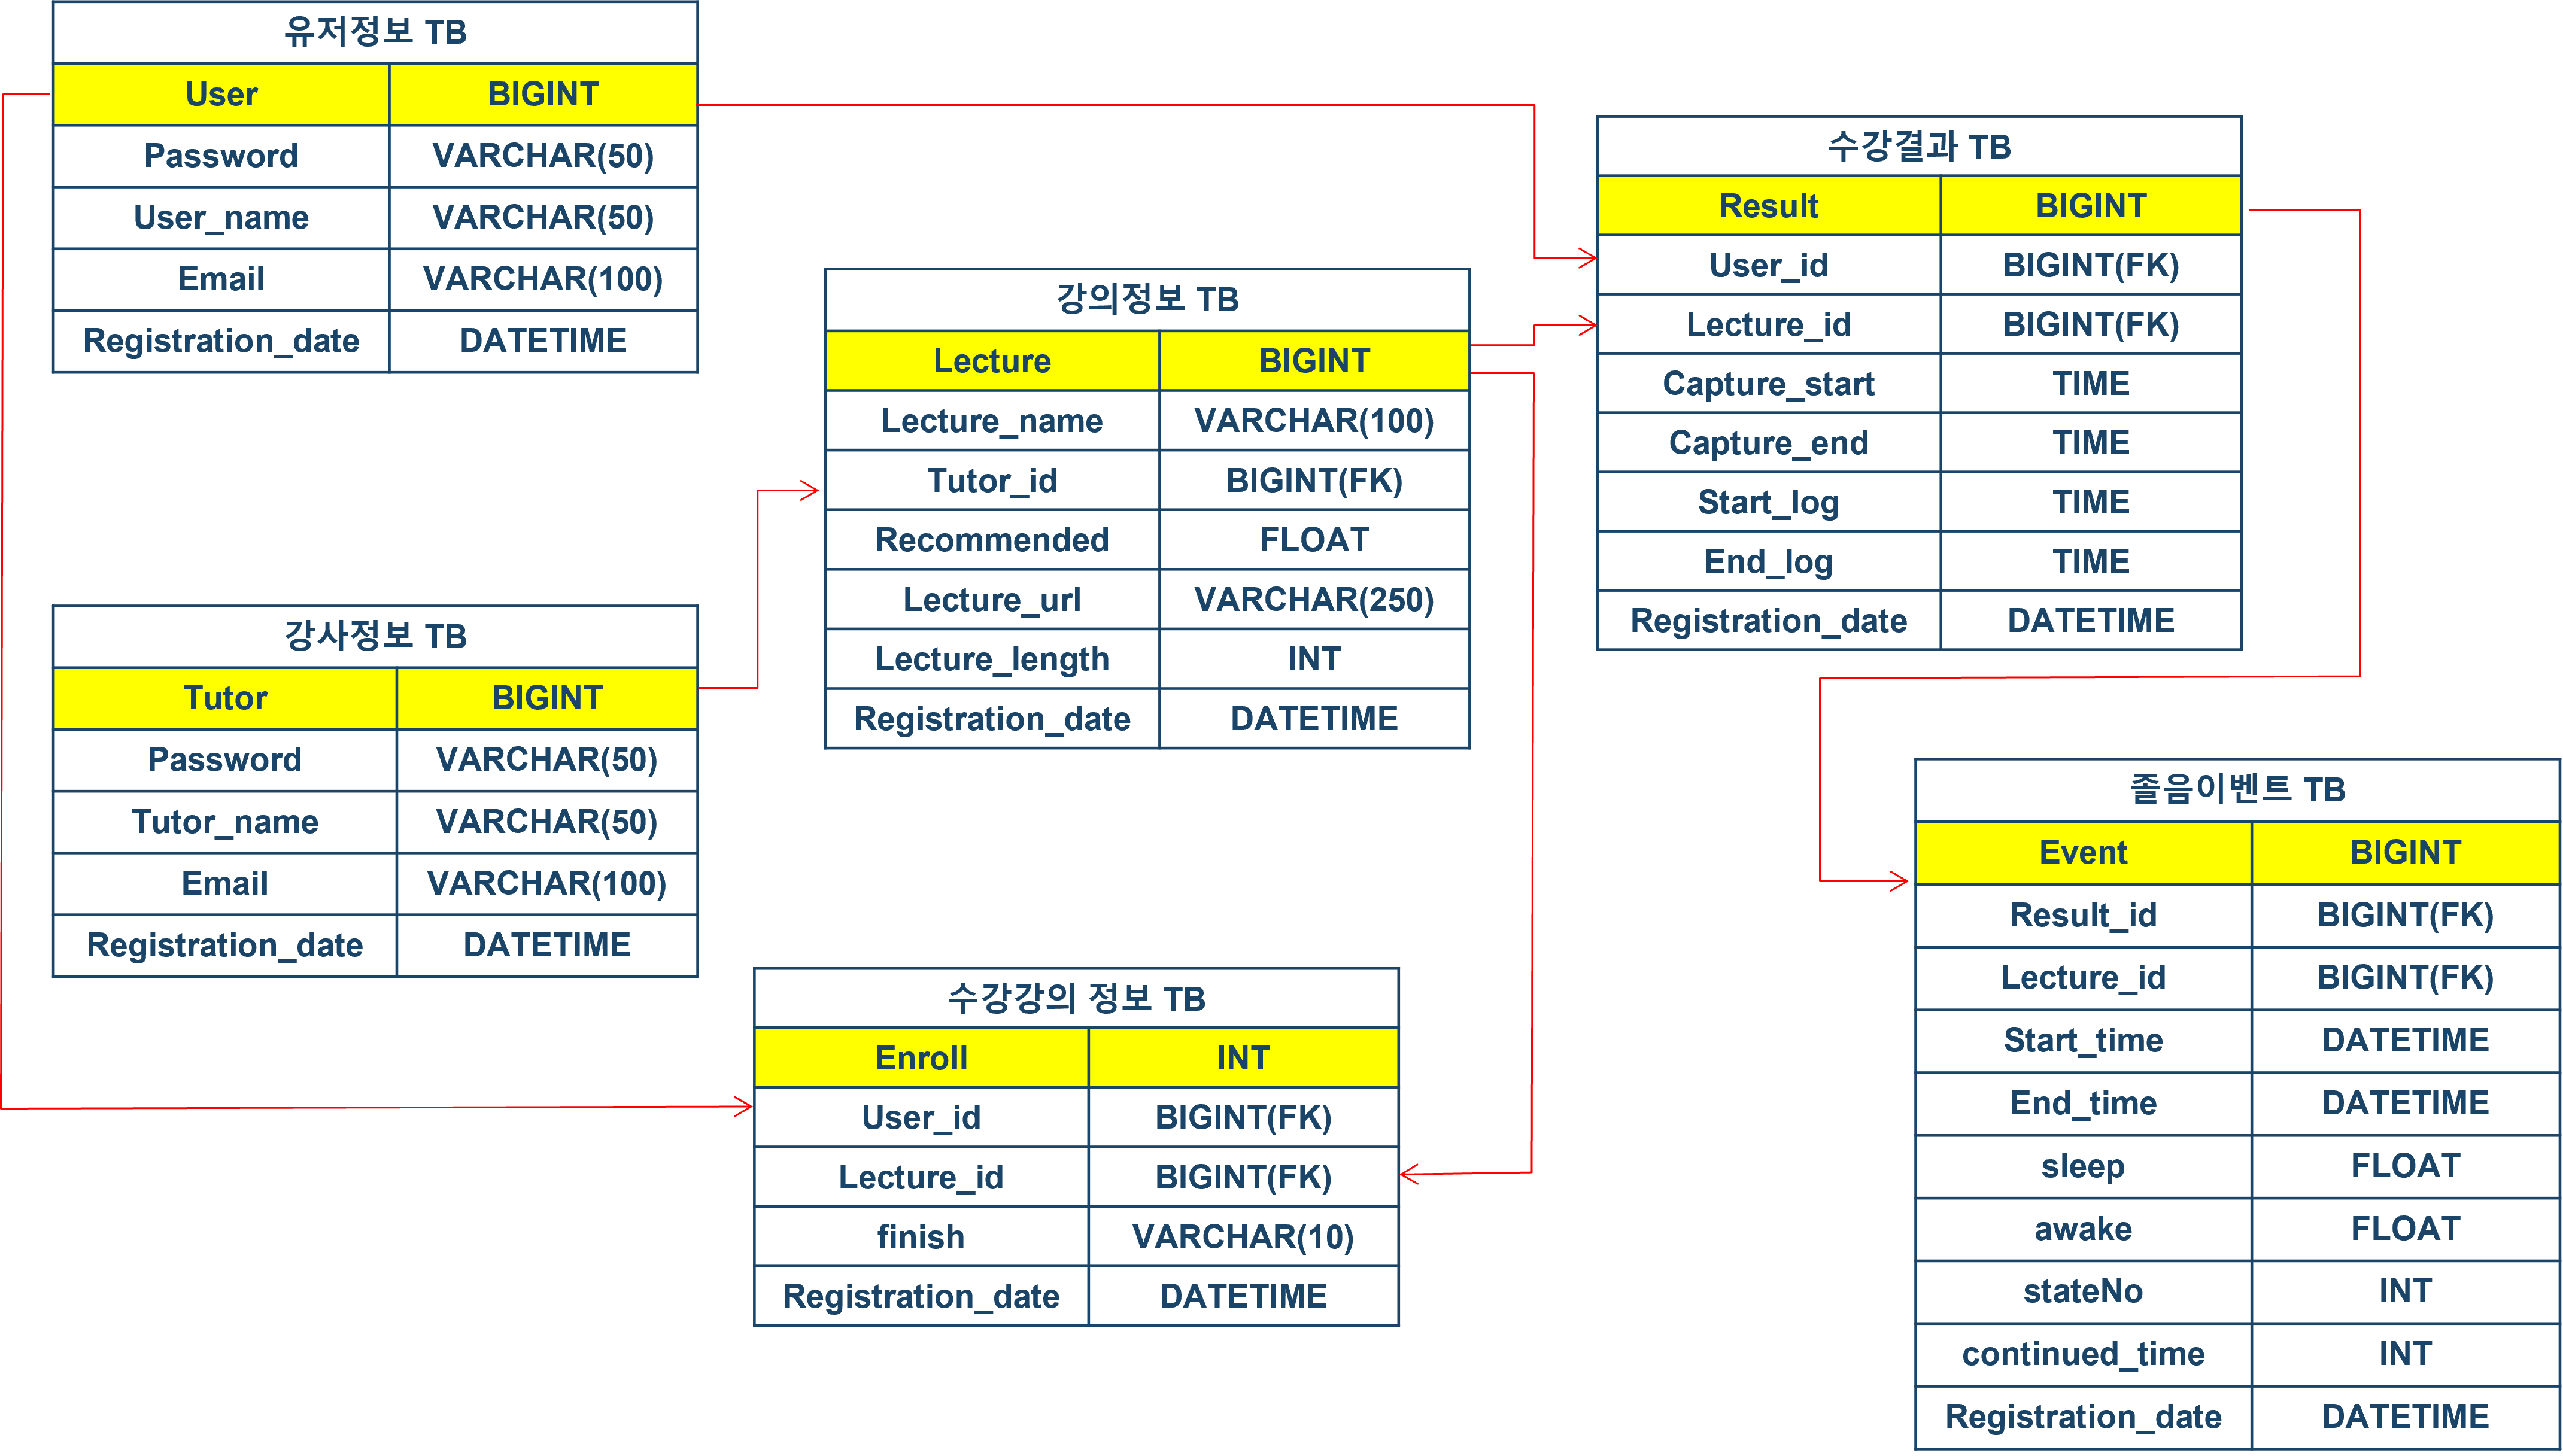 유저정보 TB
User BIGINT
Password VARCHAR(50)
User_name VARCHAR(50)
Email VARCHAR(100)
Registration_date DATETIME
강사정보 TB
Tutor BIGINT
Password VARCHAR(50)
Tutor_name VARCHAR(50)
Email VARCHAR(100)
Registration_date DATETIME
강의정보 TB
Lecture BIGINT
Lecture_name VARCHAR(100)
Tutor_id BIGINT(FK)
Recommended FLOAT
Lecture_url VARCHAR(250)
Lecture_length INT
Registration_date DATETIME
수강강의 정보 TB
Enroll INT
User_id BIGINT(FK)
Lecture_id BIGINT(FK)
finish VARCHAR(10)
Registration_date DATETIME
수강결과 TB
Result BIGINT
User_id BIGINT(FK)
Lecture_id BIGINT(FK)
Capture_start TIME
Capture_end TIME
Start_log TIME
End_log TIME
Registration_date DATETIME
졸음이벤트 TB
Event BIGINT
Result_id BIGINT(FK)
Lecture_id BIGINT(FK)
Start_time DATETIME
End_time DATETIME
sleep FLOAT
awake FLOAT
stateNo INT
continued_time INT
Registration_date DATETIME